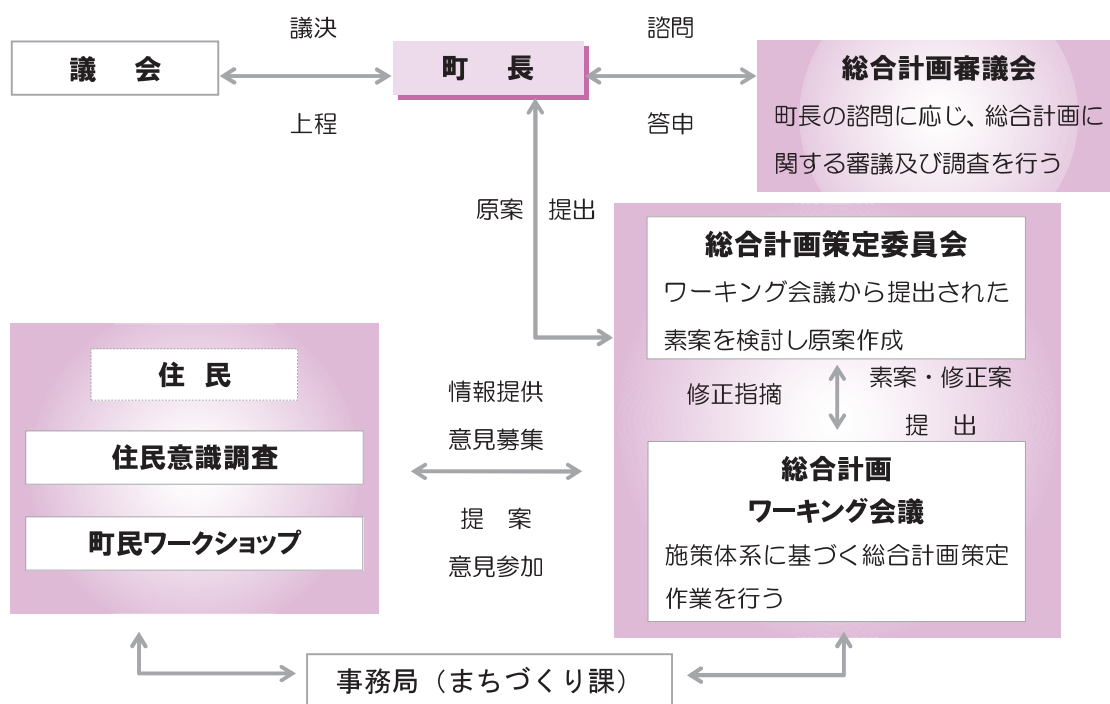 議決
諮問
議　会
町　長
総合計画審議会
上程
答申
町長の諮問に応じ、総合計画に
関する審議及び調査を行う
原案　提出
総合計画策定委員会
ワーキング会議から提出された
素案を検討し原案作成
住 民
住民意識調査
町民ワークショップ
情報提供
意見募集
提　案
意見参加
修正指摘
素案・修正案
提　出
総合計画
ワーキング会議
施策体系に基づく総合計画策定
作業を行う
事務局（まちづくり課）